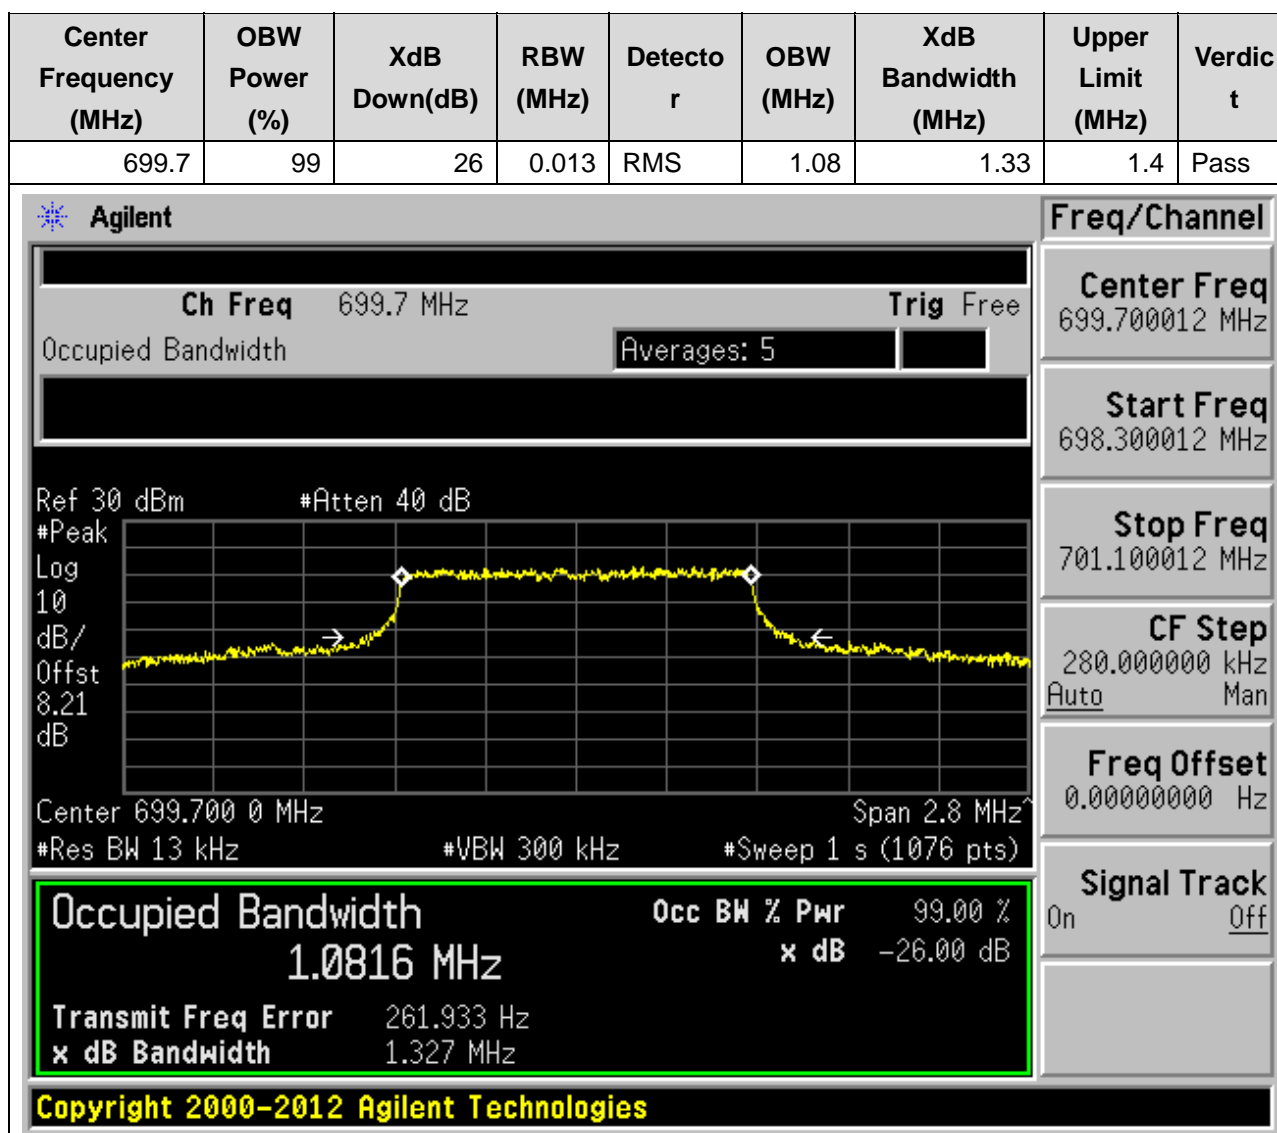 Center Frequency (MHz) OBW Power (%) XdB Down(dB) RBW (MHz) Detecto r OBW (MHz) XdB Bandwidth (MHz) Upper Limit (MHz) Verdic t
699.7 99 26 0.013 RMS 1.08 1.33 1.4 Pass
Agilent
Freq/Channel
Ch Freq 699.7 MHz Trig Free
Occupied Bandwidth Averages: 5
Center Freq
699.700012 MHz
Start Freq
698.300012 MHz
Stop Freq
701.100012 MHz
CF Step
280.000000 kHz
Auto Man
Freq Offset
0.00000000 Hz
Signal Track
On Off
Ref 30 dBm #Atten 40 dB
#Peak
Log
10
dB/
Offst
8.21
dB
Center 699.700 0 MHz Span 2.8 MHz^
#Res BW 13 kHz #VBW 300 kHz #Sweep 1 s (1076 pts)
Occupied Bandwidth Occ BW % Pwr 99.00 %
1.0816 MHz x dB -26.00 dB
Transmit Freq Error 261.933 Hz
x dB Bandwidth 1.327 MHz
Copyright 2000-2012 Agilent Technologies